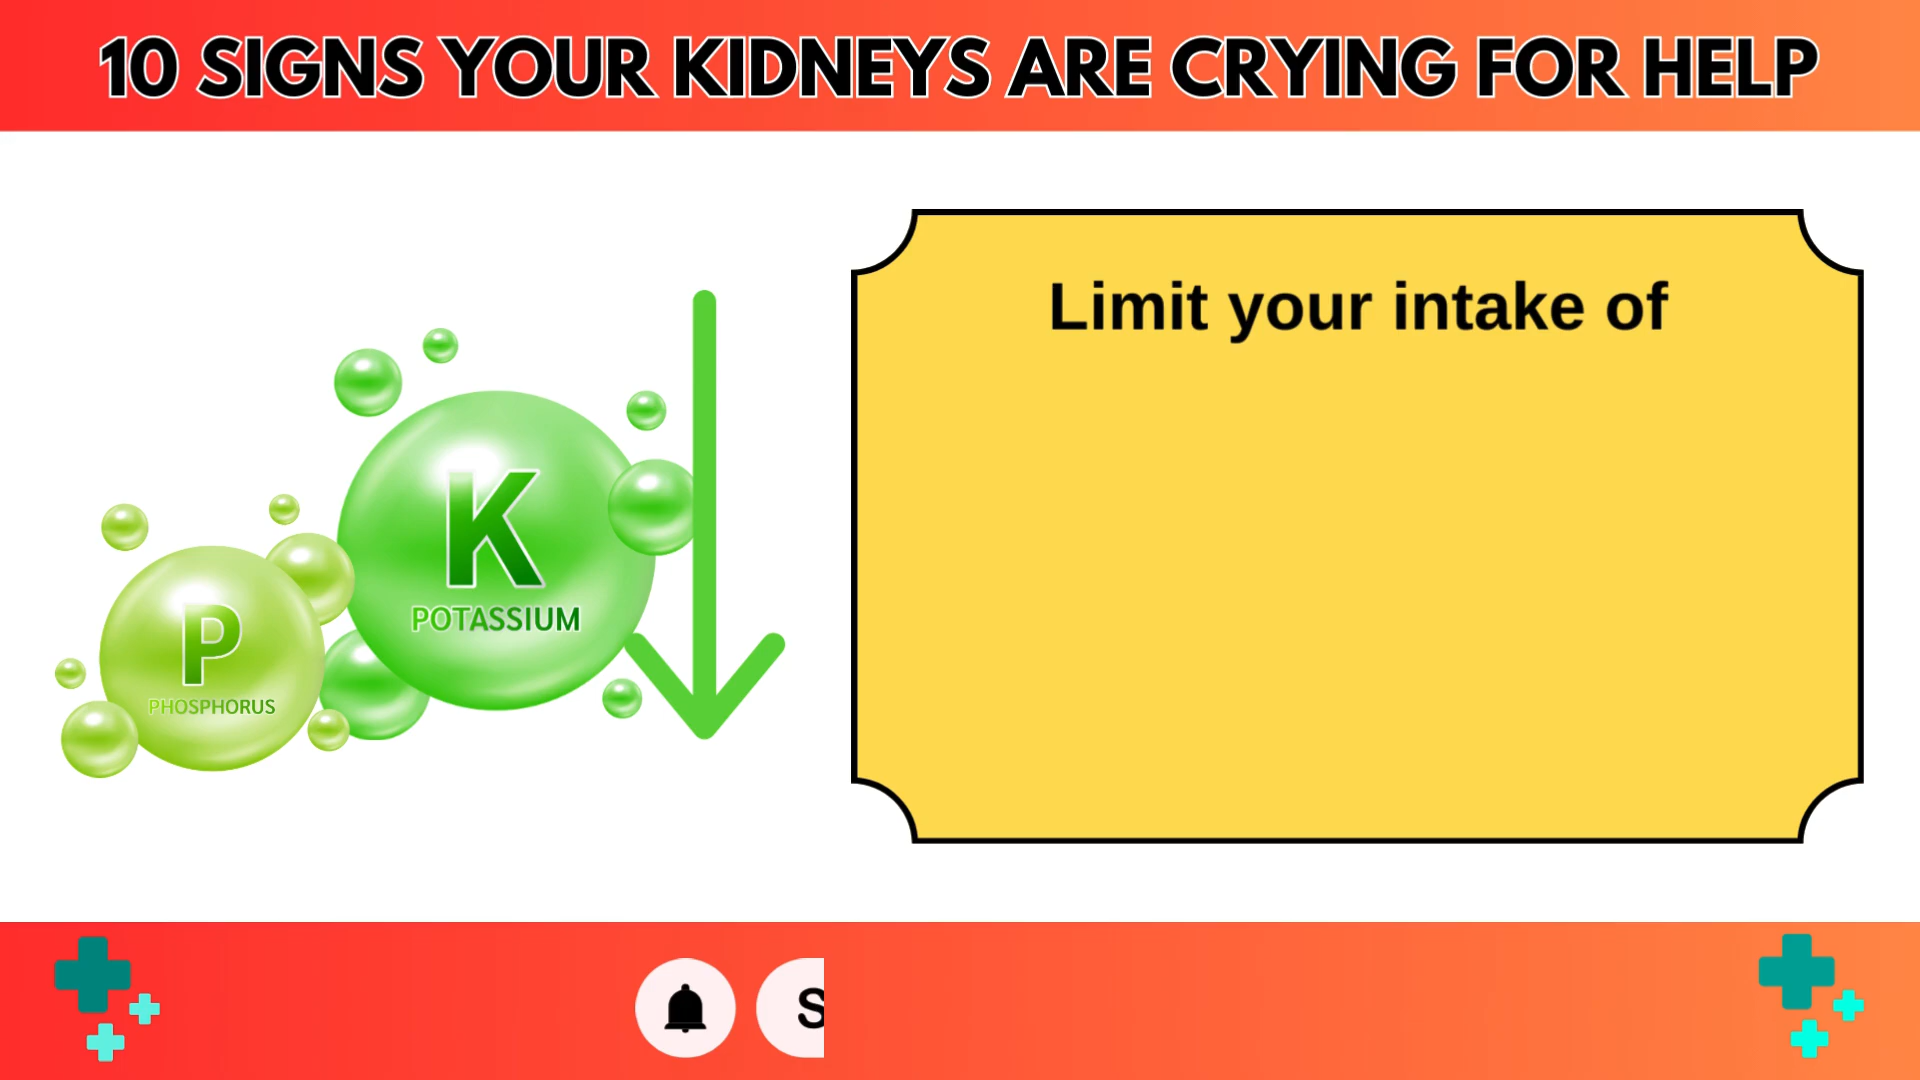 10 SIGNS YOUR KIDNEYS ARE CRYING FOR HELP
Limit your intake of
K
POTASSIUM
P
PHOSPHORUS
S